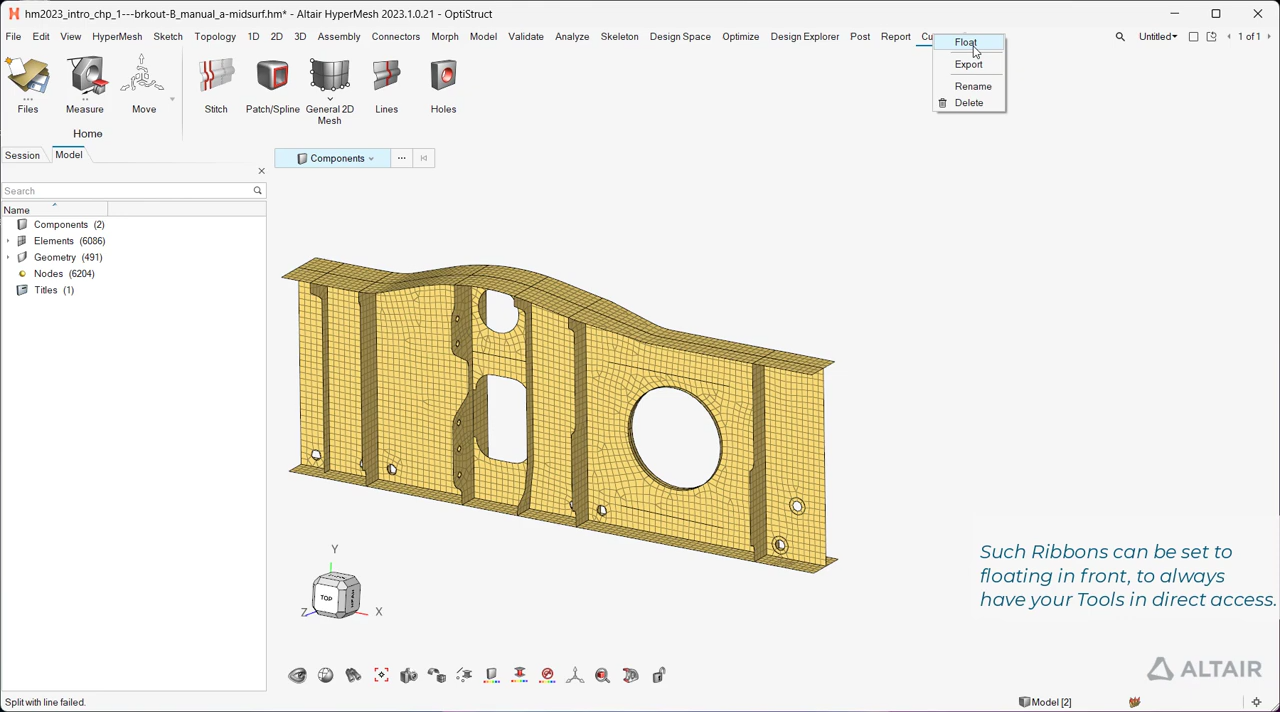 hm2023_intro_chp_1---brkout-B_manual_a-midsurf.hm* - Altair HyperMesh 2023.1.0.21 - OptiStruct
File Edit View HyperMesh Sketch Topology 1D 2D 3D Assembly Connectors Morph Model Validate Analyze Skeleton Design Space Optimize Design Explorer Post Report Cu Untitled 1 of 1
Float
Export
Rename
Delete
Files Measure Move Stitch Patch/Spline General 2D Mesh Lines Holes
Home
Session Model
Components
Search
Name
Components (2)
Elements (6086)
Geometry (491)
Nodes (6204)
Titles (1)
Such Ribbons can be set to
floating in front, to always
have your Tools in direct access.
Y
TOP
Z X
ALTAIR
Split with line failed.
Model [2]